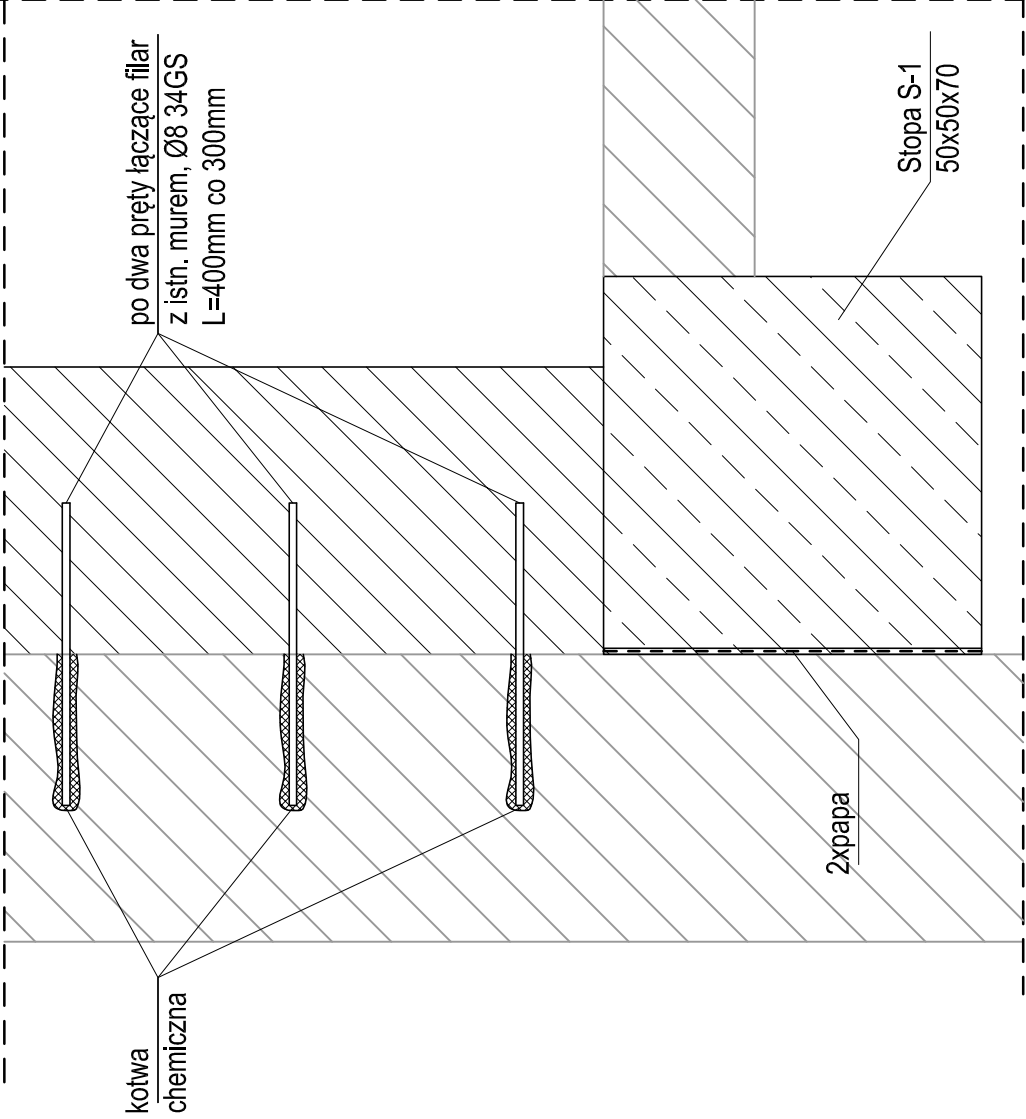 po dwa pręty łączące filar
z istn. murem, Ø8 34GS
L=400mm co 300mm
Stopa S-1
50x50x70
2xpapa
kotwa
chemiczna